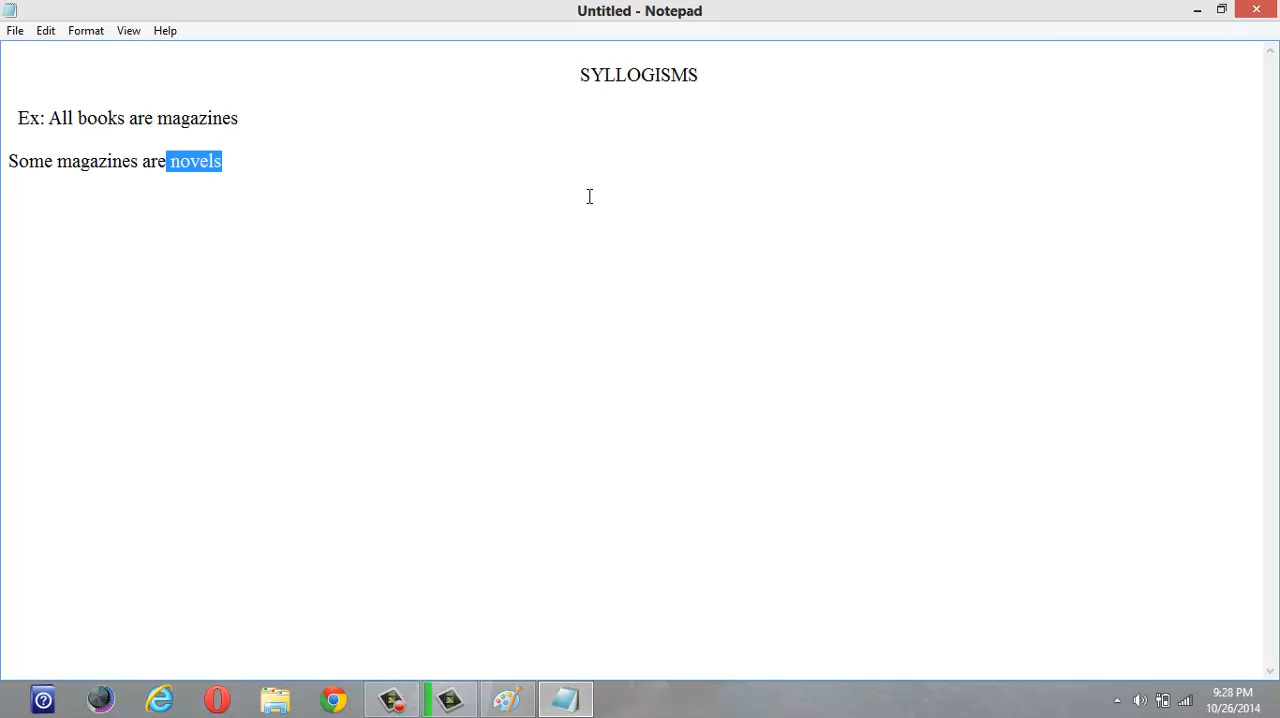 Untitled - Notepad
File Edit Format View Help
SYLLOGISMS
Ex: All books are magazines
Some magazines are novels
9:28 PM
10/26/2014